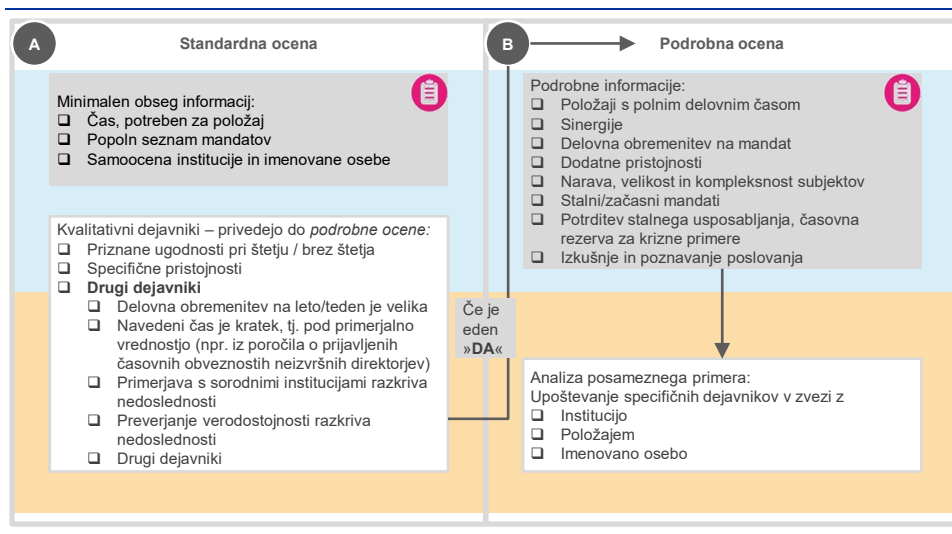 A
Standardna ocena
Minimalen obseg informacij:
❑ Čas, potreben za položaj
❑ Popoln seznam mandatov
❑ Samoocena institucije in imenovane osebe
Kvalitativni dejavniki – privedejo do podrobne ocene:
❑ Priznane ugodnosti pri štetju / brez štetja
❑ Specifične pristojnosti
❑ Drugi dejavniki
❑ Delovna obremenitev na leto/teden je velika
❑ Navedeni čas je kratek, tj. pod primerjalno
vrednostjo (npr. iz poročila o prijavljenih
časovnih obveznostih neizvršnih direktorjev)
❑ Primerjava s sorodnimi institucijami razkriva
nedoslednosti
❑ Preverjanje verodostojnosti razkriva
nedoslednosti
❑ Drugi dejavniki
Če je
eden
»DA«
B
Podrobna ocena
Podrobne informacije:
❑ Položaji s polnim delovnim časom
❑ Sinergije
❑ Delovna obremenitev na mandat
❑ Dodatne pristojnosti
❑ Narava, velikost in kompleksnost subjektov
❑ Stalni/začasni mandati
❑ Potrditev stalnega usposabljanja, časovna
rezerva za krizne primere
❑ Izkušnje in poznavanje poslovanja
Analiza posameznega primera:
Upoštevanje specifičnih dejavnikov v zvezi z
❑ Institucijo
❑ Položajem
❑ Imenovano osebo